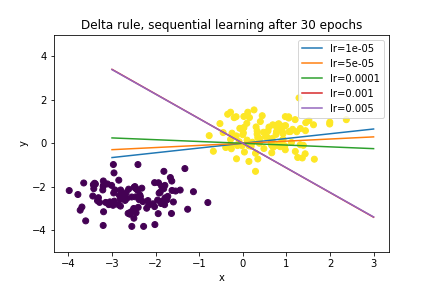 Delta rule, sequential learning after 30 epochs
lr=1e-05
lr=5e-05
lr=0.0001
lr=0.001
lr=0.005
y
4
2
0
−2
−4
−4 −3 −2 −1 0 1 2 3
x